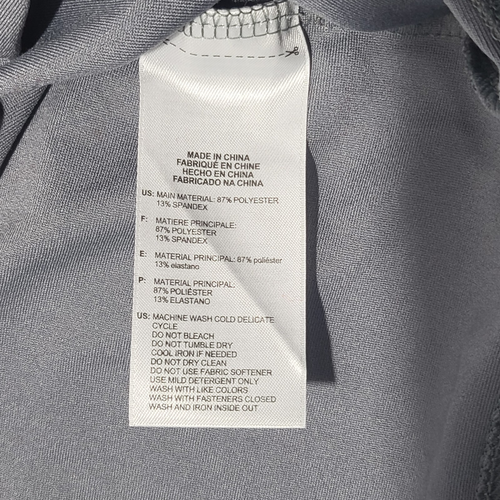 MADE IN CHINA
FABRIQUÉ EN CHINE
HECHO EN CHINA
FABRICADO NA CHINA
US: MAIN MATERIAL: 87% POLYESTER
13% SPANDEX
F: MATIERE PRINCIPALE:
87% POLYESTER
13% SPANDEX
E: MATERIAL PRINCIPAL: 87% poliéster
13% elastano
P: MATERIAL PRINCIPAL:
87% POLIÉSTER
13% ELASTANO
US: MACHINE WASH COLD DELICATE
CYCLE
DO NOT BLEACH
DO NOT TUMBLE DRY
COOL IRON IF NEEDED
DO NOT DRY CLEAN
DO NOT USE FABRIC SOFTENER
USE MILD DETERGENT ONLY
WASH WITH LIKE COLORS
WASH WITH FASTENERS CLOSED
WASH AND IRON INSIDE OUT